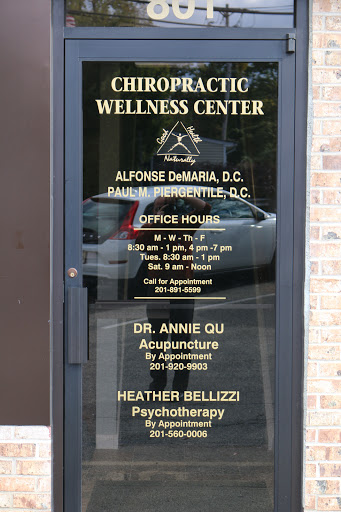 801
CHIROPRACTIC
WELLNESS CENTER
Good Health
Naturally
ALFONSE DeMARIA, D.C.
PAUL M. PIERGENTILE, D.C.
OFFICE HOURS
M - W - Th - F
8:30 am - 1 pm, 4 pm -7 pm
Tues. 8:30 am - 1 pm
Sat. 9 am - Noon
Call for Appointment
201-891-5599
DR. ANNIE QU
Acupuncture
By Appointment
201-920-9903
HEATHER BELLIZZI
Psychotherapy
By Appointment
201-560-0006